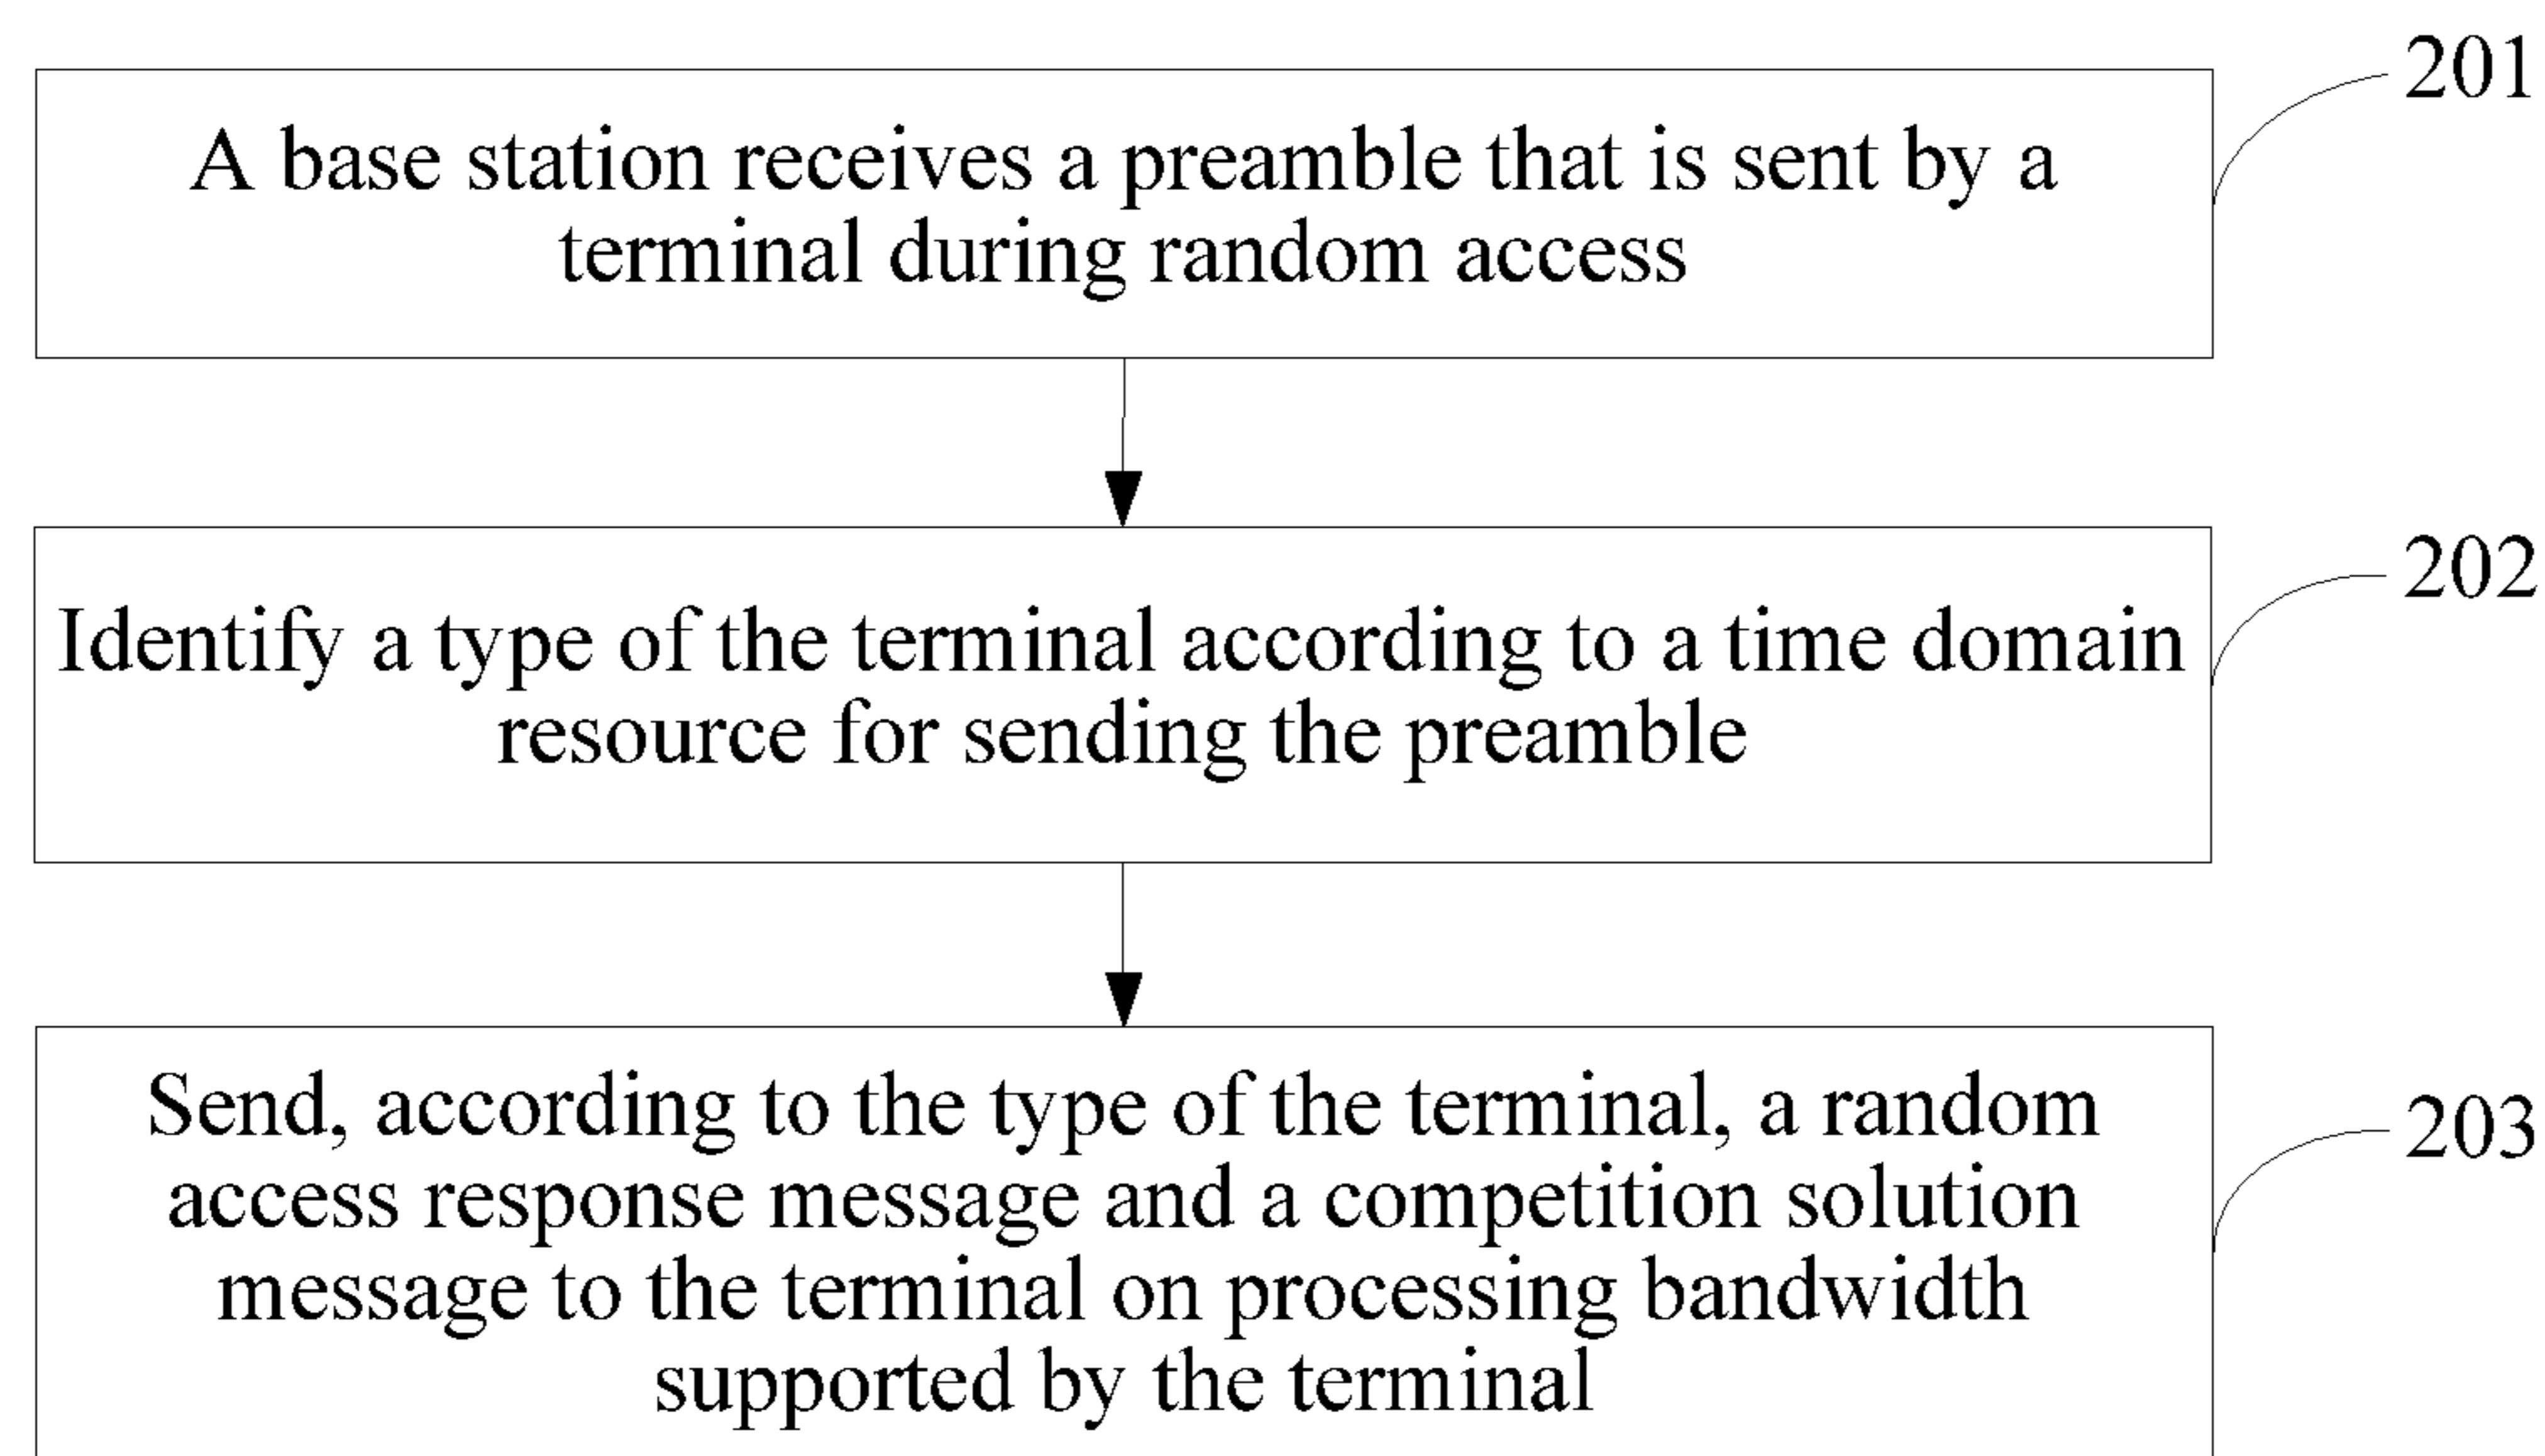 201
A base station receives a preamble that is sent by a
terminal during random access
202
Identify a type of the terminal according to a time domain
resource for sending the preamble
203
Send, according to the type of the terminal, a random
access response message and a competition solution
message to the terminal on processing bandwidth
supported by the terminal